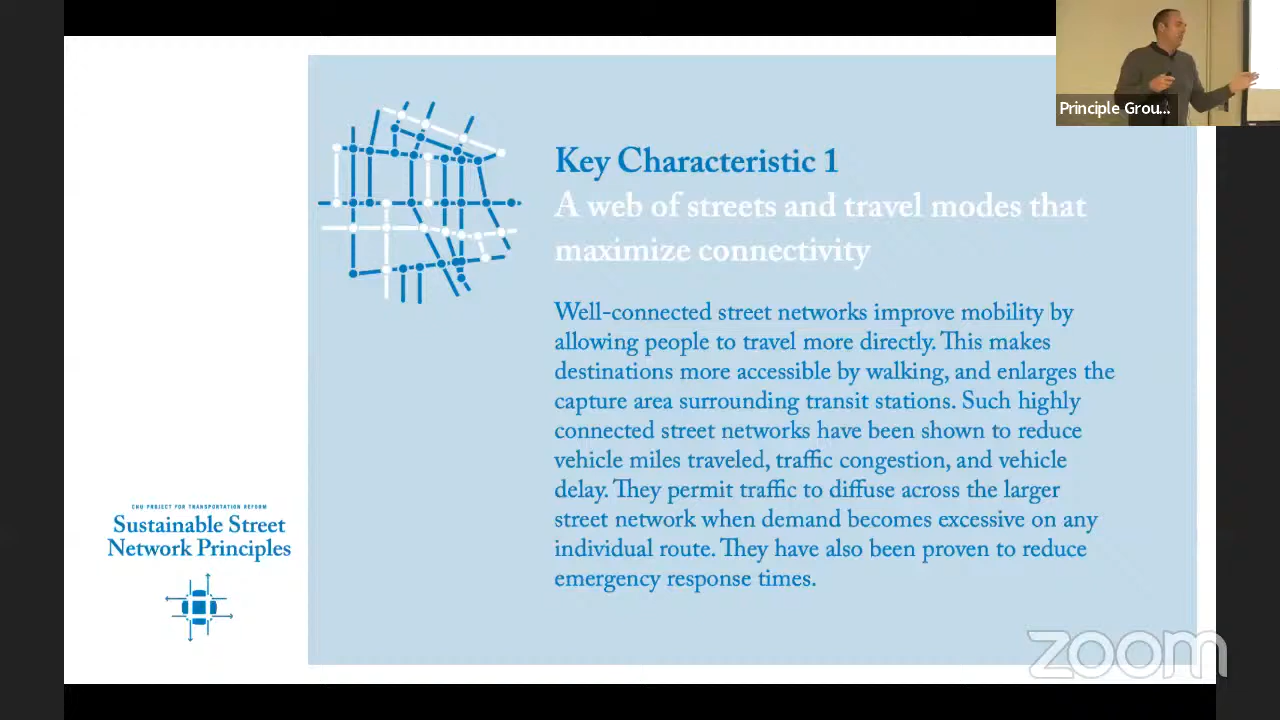 Principle Grou...
Key Characteristic 1
A web of streets and travel modes that
maximize connectivity
Well-connected street networks improve mobility by
allowing people to travel more directly. This makes
destinations more accessible by walking, and enlarges the
capture area surrounding transit stations. Such highly
connected street networks have been shown to reduce
vehicle miles traveled, traffic congestion, and vehicle
delay. They permit traffic to diffuse across the larger
street network when demand becomes excessive on any
individual route. They have also been proven to reduce
emergency response times.
CNU PROJECT FOR TRANSPORTATION REFORM
Sustainable Street
Network Principles
zoom